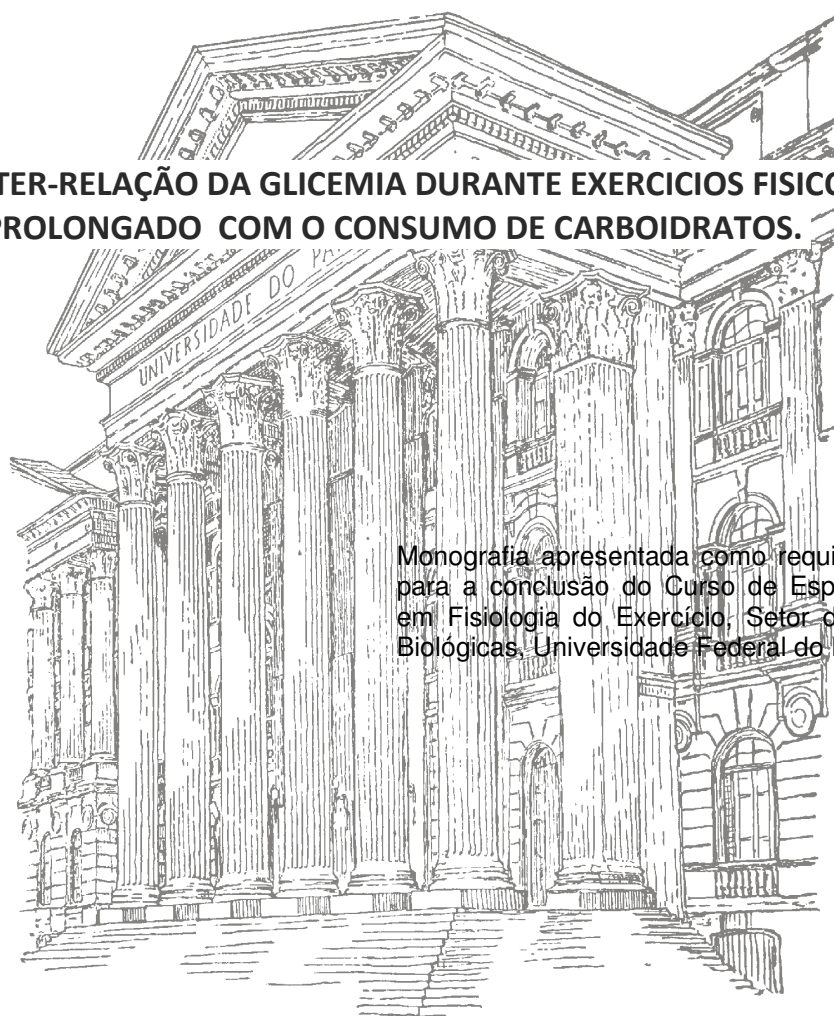 TER-RELAÇÃO DA GLICEMIA DURANTE EXERCICIOS FISICO
PROLONGADO COM O CONSUMO DE CARBOIDRATOS.
UNIVERSIDADE DO PA
Monografia apresentada como requi
para a conclusão do Curso de Esp
em Fisiologia do Exercício, Setor d
Biológicas, Universidade Federal do